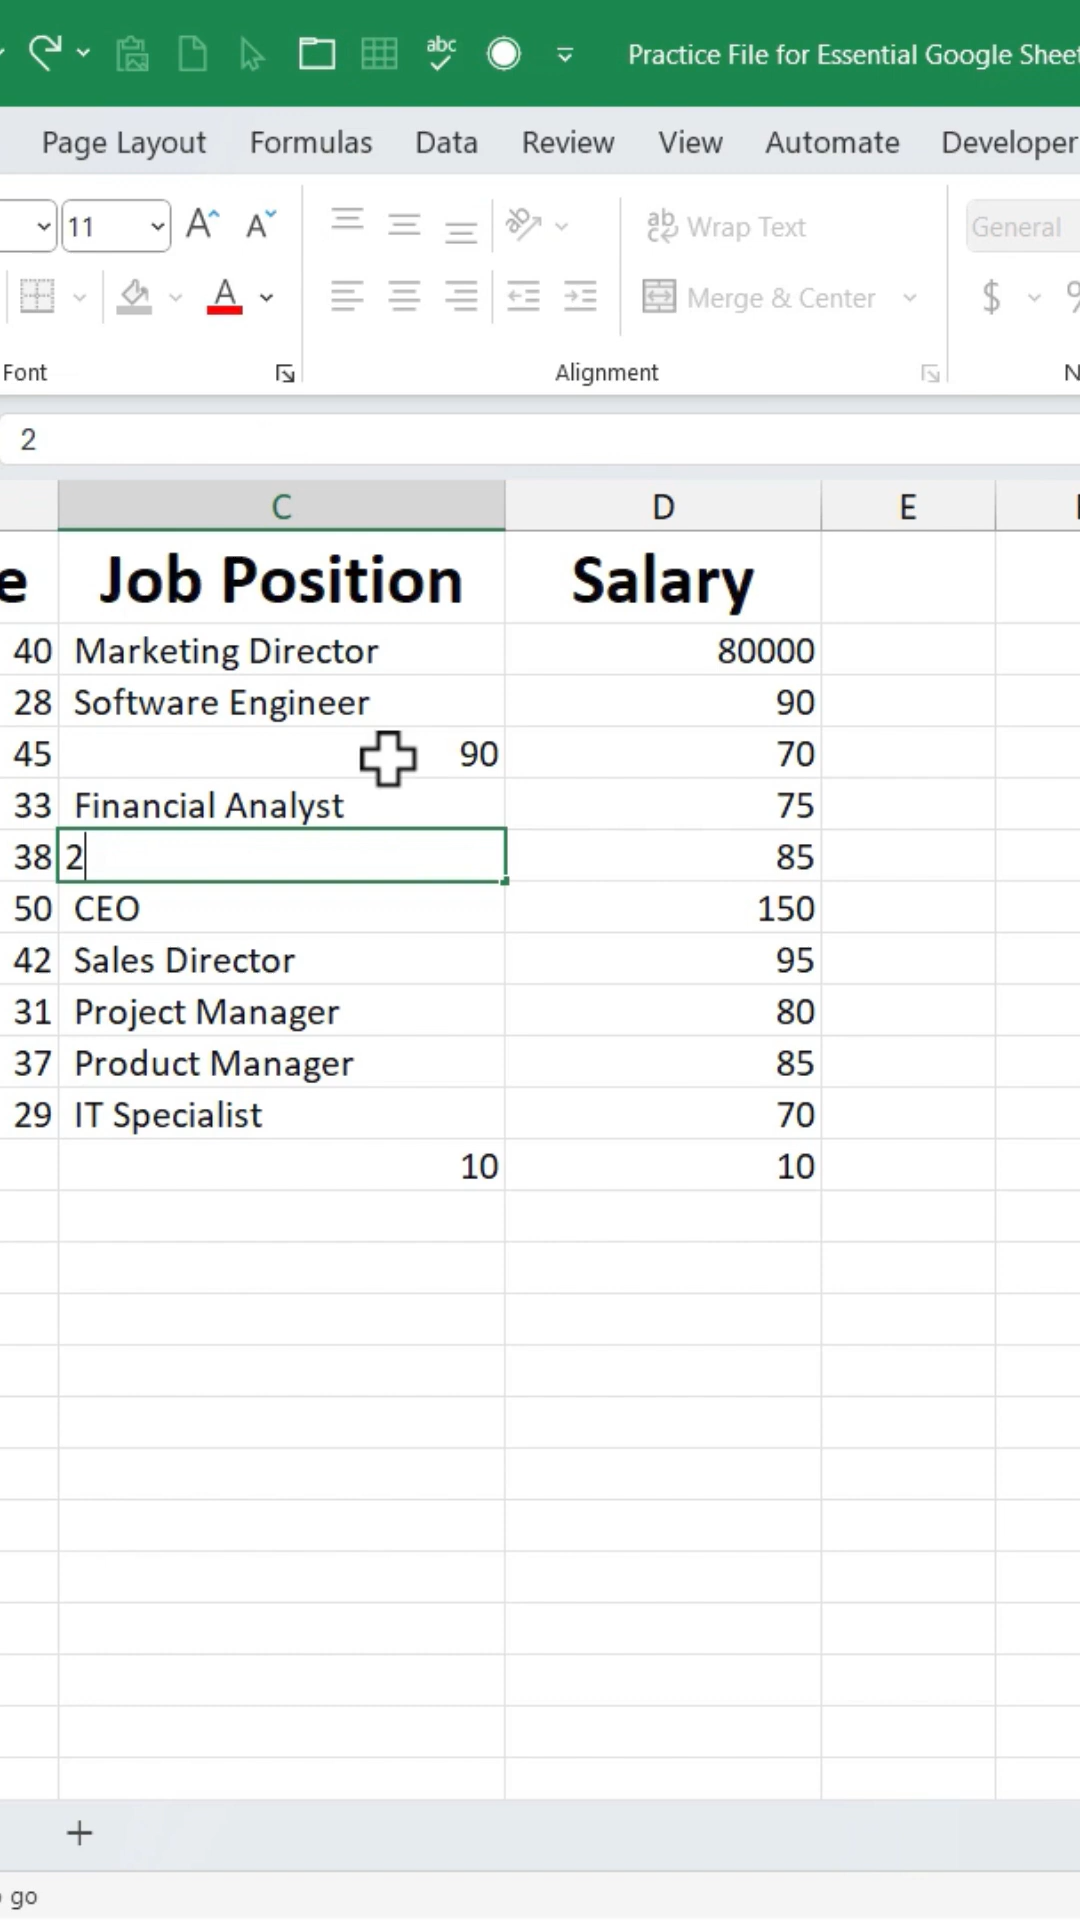 abc
Practice File for Essential Google Sheet
Page Layout Formulas Data Review View Automate Developer
11 A A ab Wrap Text General
A Merge & Center $ %
Font Alignment N
2
C D E
e Job Position Salary
40 Marketing Director 80000
28 Software Engineer 90
45 90 70
33 Financial Analyst 75
38 2 85
50 CEO 150
42 Sales Director 95
31 Project Manager 80
37 Product Manager 85
29 IT Specialist 70
10 10
+
go